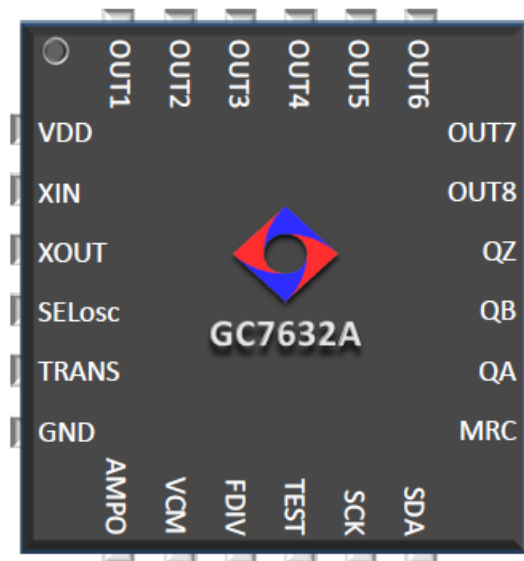 OUT1
OUT2
OUT3
OUT4
OUT5
OUT6
VDD
XIN
XOUT
SELosc
TRANS
GND
OUT7
OUT8
QZ
QB
QA
MRC
GC7632A
AMPO
VCM
FDIV
TEST
SCK
SDA